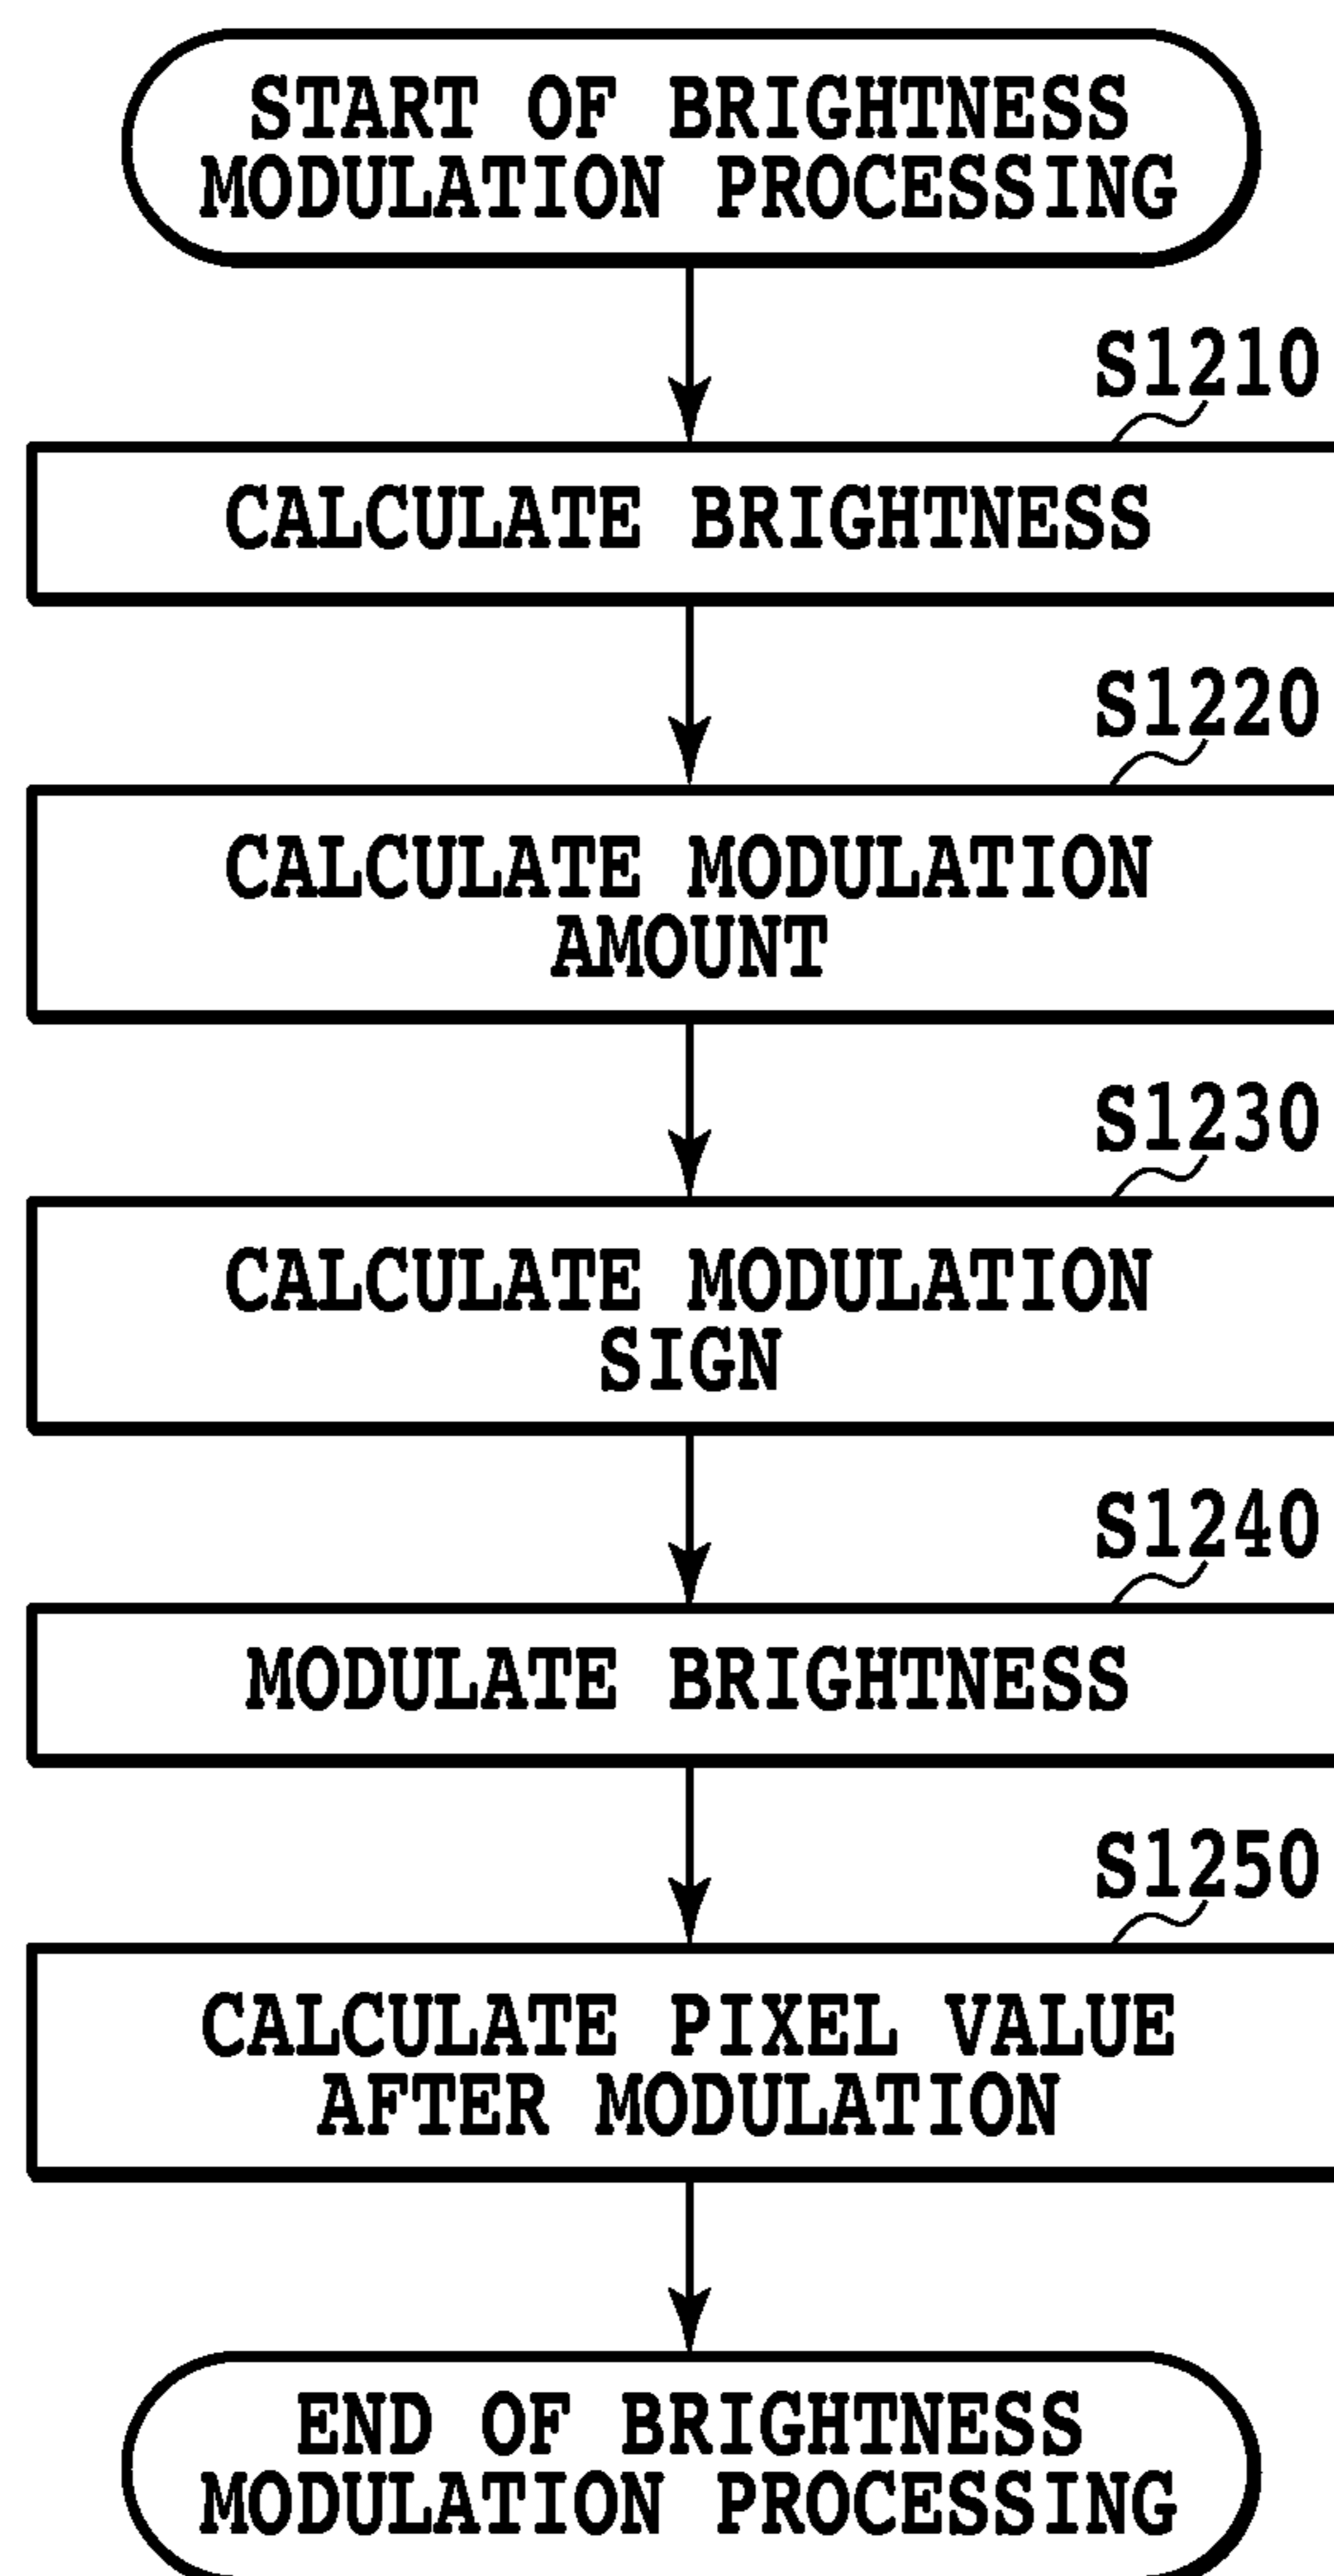 START OF BRIGHTNESS
MODULATION PROCESSING
S1210
CALCULATE BRIGHTNESS
S1220
CALCULATE MODULATION
AMOUNT
S1230
CALCULATE MODULATION
SIGN
S1240
MODULATE BRIGHTNESS
S1250
CALCULATE PIXEL VALUE
AFTER MODULATION
END OF BRIGHTNESS
MODULATION PROCESSING